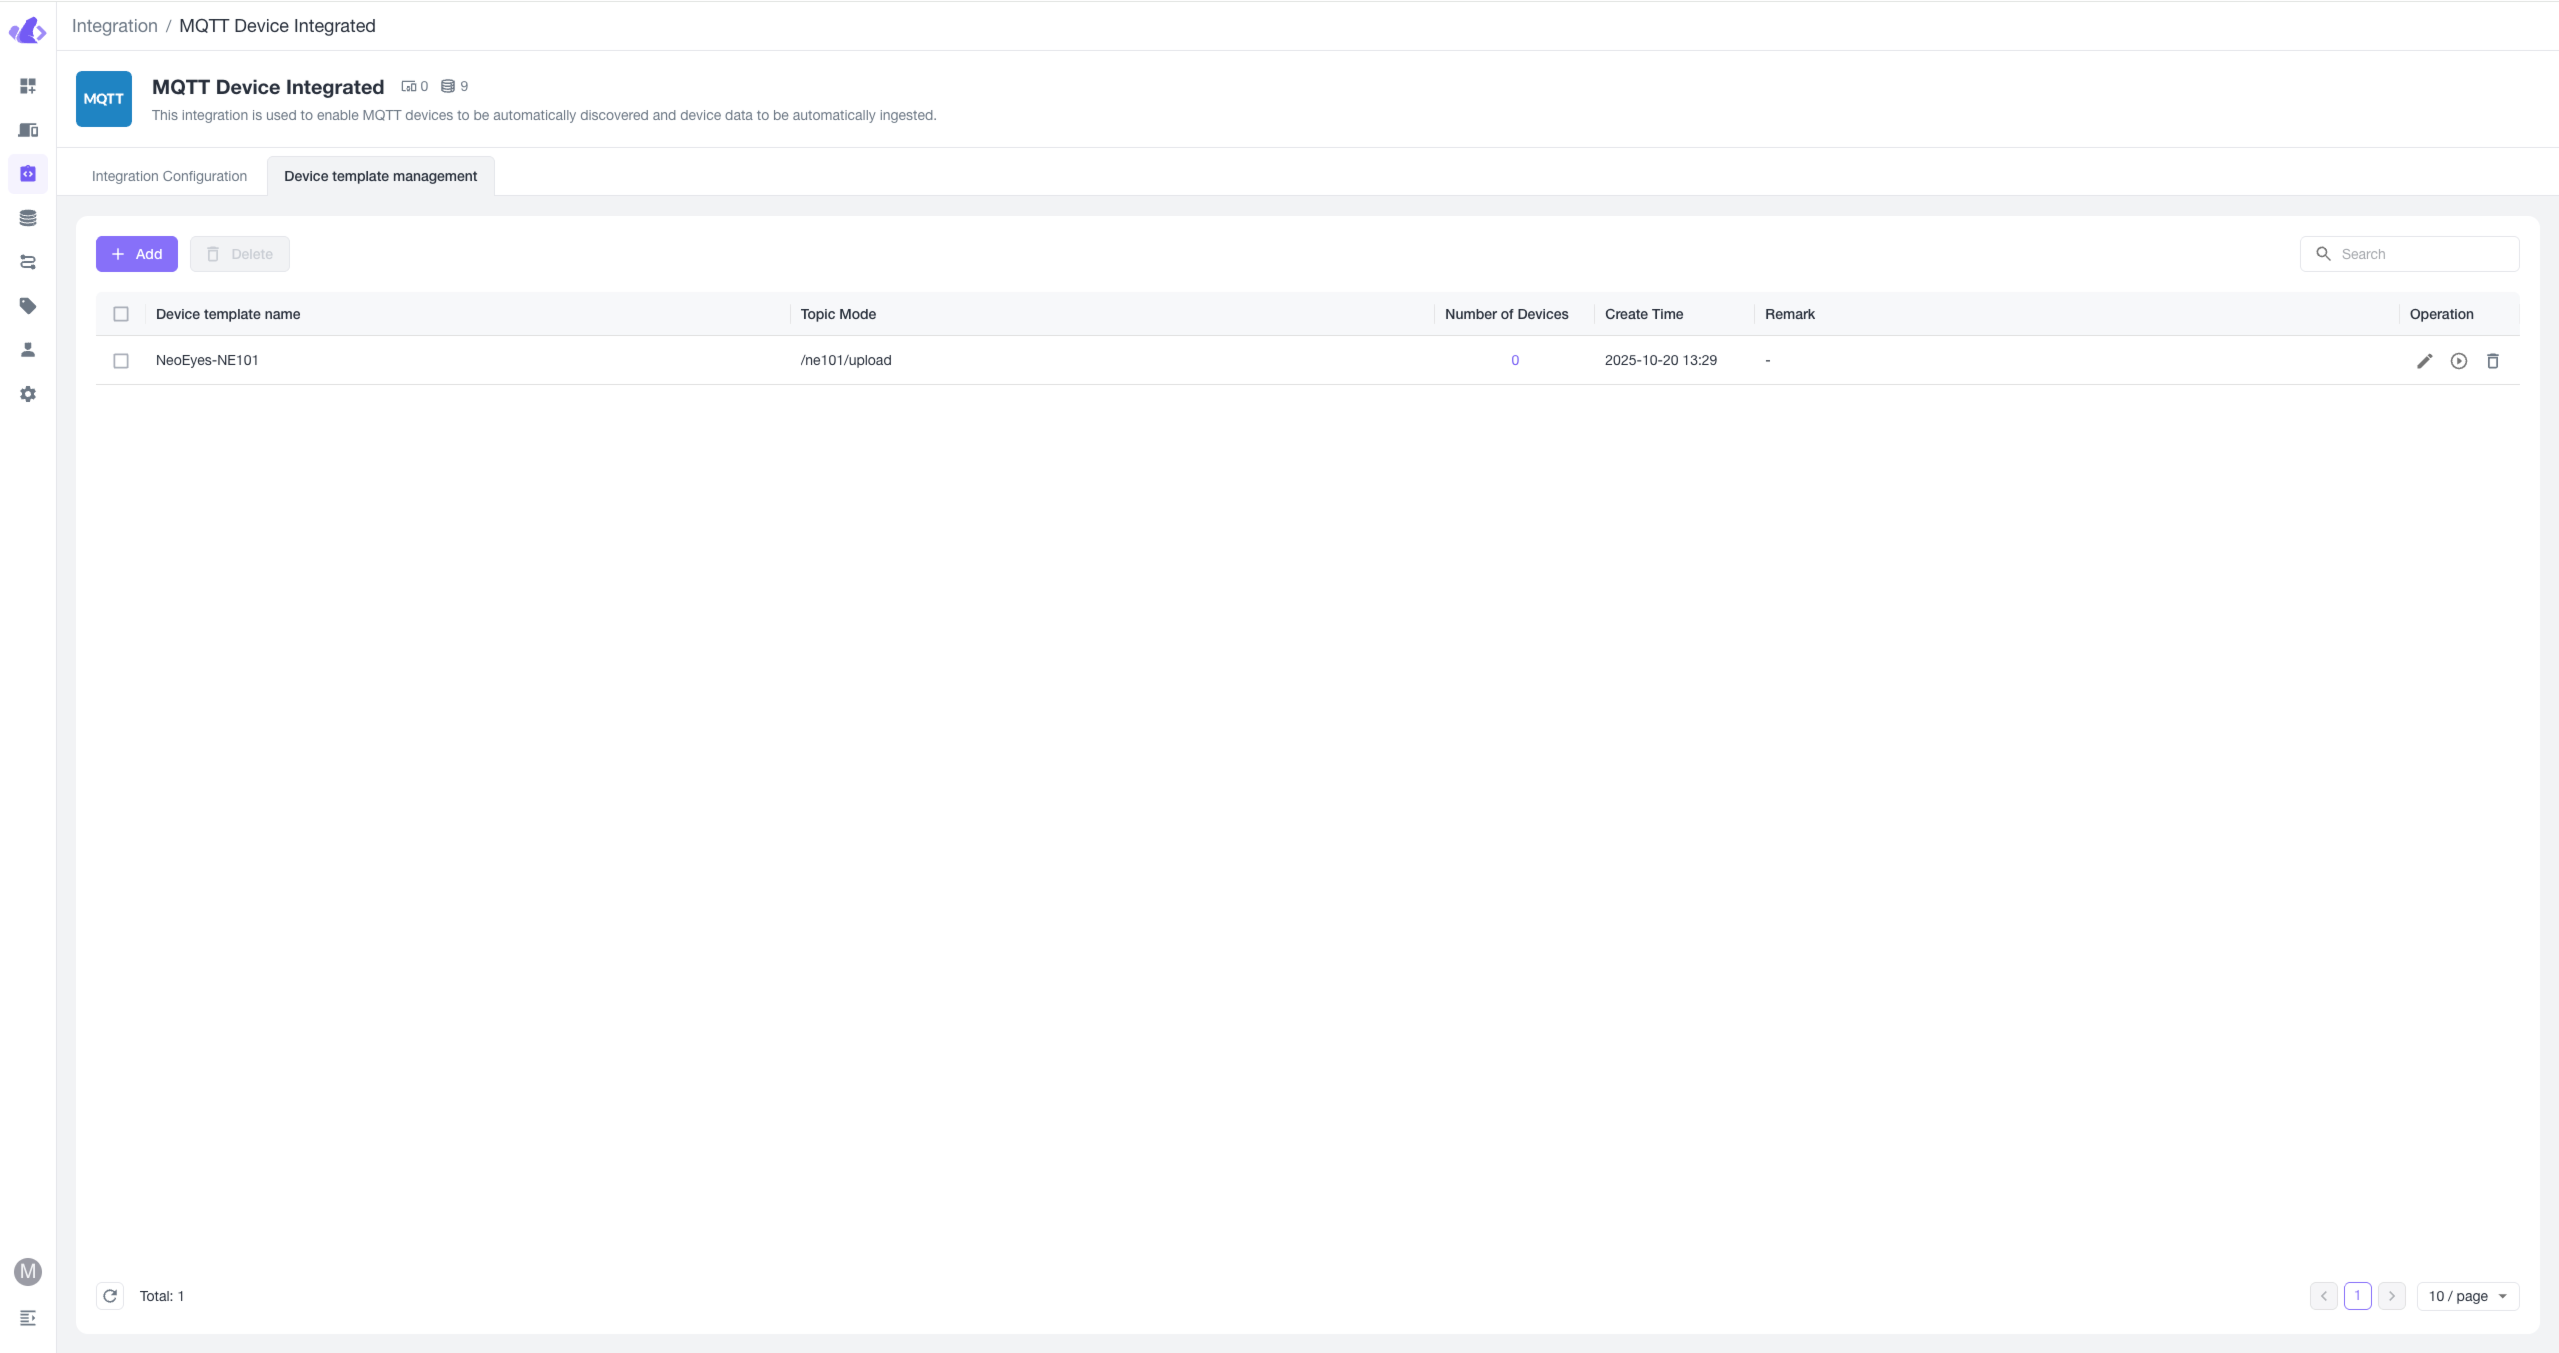 Integration / MQTT Device Integrated
MQTT
MQTT Device Integrated 0 9
This integration is used to enable MQTT devices to be automatically discovered and device data to be automatically ingested.
Integration Configuration Device template management
Add Delete Search
Device template name Topic Mode Number of Devices Create Time Remark Operation
NeoEyes-NE101 /ne101/upload 0 2025-10-20 13:29 -
M
Total: 1 1 10 / page